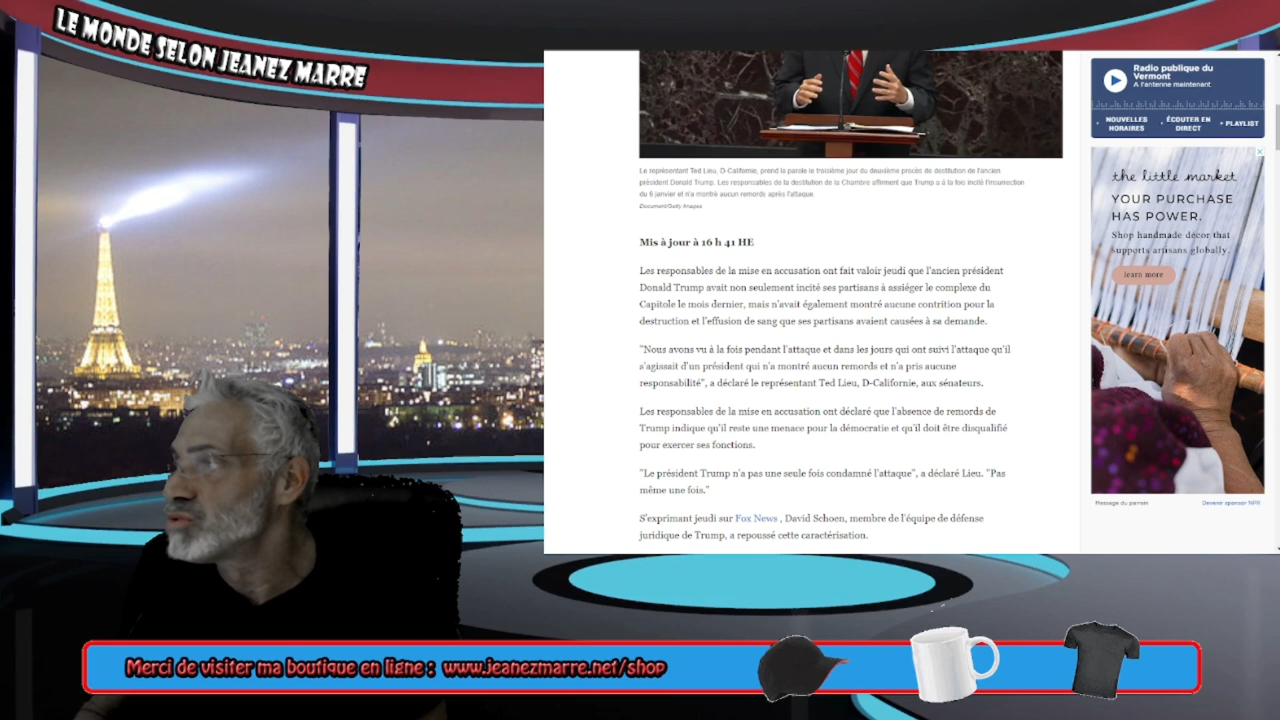 LE MONDE SELON JEANEZ MARRE
Le représentant Ted Lieu, D-Californie, prend la parole le troisième jour du deuxième procès de destitution de l'ancien
président Donald Trump. Les responsables de la destitution de la Chambre affirment que Trump a à la fois incité l'insurrection
du 6 janvier et n'a montré aucun remords après l'attaque.
Document/Getty Images
Mis à jour à 16 h 41 HE
Les responsables de la mise en accusation ont fait valoir jeudi que l'ancien président
Donald Trump avait non seulement incité ses partisans à assiéger le complexe du
Capitole le mois dernier, mais n'avait également montré aucune contrition pour la
destruction et l'effusion de sang que ses partisans avaient causées à sa demande.
"Nous avons vu à la fois pendant l'attaque et dans les jours qui ont suivi l'attaque qu'il
s'agissait d'un président qui n'a montré aucun remords et n'a pris aucune
responsabilité", a déclaré le représentant Ted Lieu, D-Californie, aux sénateurs.
Les responsables de la mise en accusation ont déclaré que l'absence de remords de
Trump indique qu'il reste une menace pour la démocratie et qu'il doit être disqualifié
pour exercer ses fonctions.
"Le président Trump n'a pas une seule fois condamné l'attaque", a déclaré Lieu. "Pas
même une fois."
S'exprimant jeudi sur Fox News , David Schoen, membre de l'équipe de défense
juridique de Trump, a repoussé cette caractérisation.
Radio publique du
Vermont
A l'antenne maintenant
NOUVELLES
HORAIRES
ÉCOUTER EN
DIRECT
PLAYLIST
the little market
YOUR PURCHASE
HAS POWER.
Shop handmade décor that
supports artisans globally.
learn more
Message du parrain
Devenir sponsor NPR
Merci de visiter ma boutique en ligne : www.jeanezmarre.net/shop